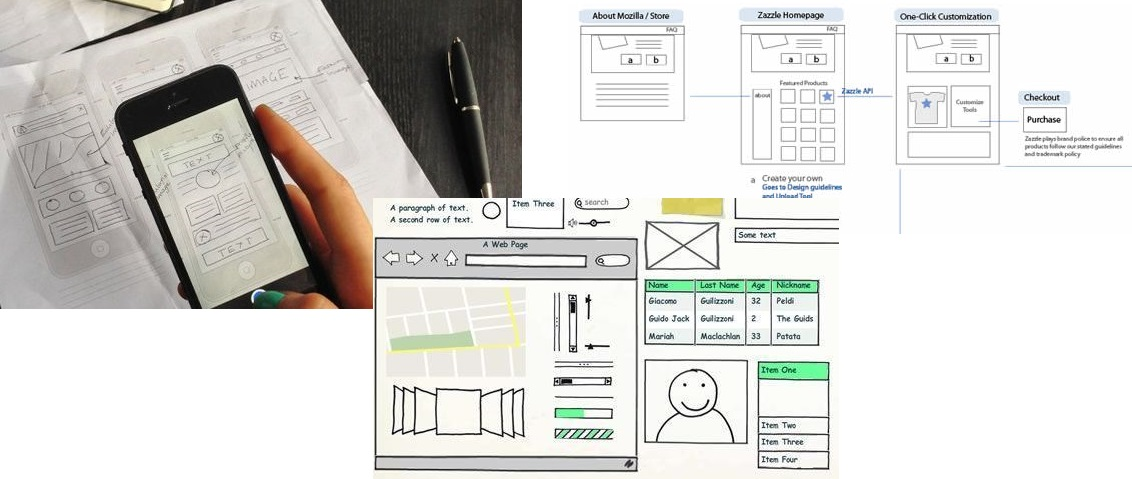 IMAGE
TEXT
TEXT
About Mozilla / Store
FAQ
a b
Zazzle Homepage
FAQ
a b
Featured Products
about
Zazzle API
a Create your own
Goes to Design guidelines
and Upload Tool
One-Click Customization
a b
Customize
Tools
Checkout
Purchase
Zazzle plays brand police to ensure all
products follow our stated guidelines
and trademark policy
A paragraph of text.
A second row of text.
Item Three
search
Some text
A Web Page
Name Last Name Age Nickname
Giacomo Guilizzoni 32 Peldi
Guido Jack Guilizzoni 2 The Guids
Mariah Maclachlan 33 Patata
Item One
Item Two
Item Three
Item Four